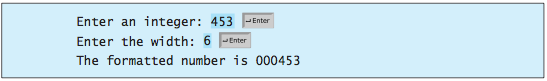 Enter an integer: 453 ↵Enter
Enter the width: 6 ↵Enter
The formatted number is 000453